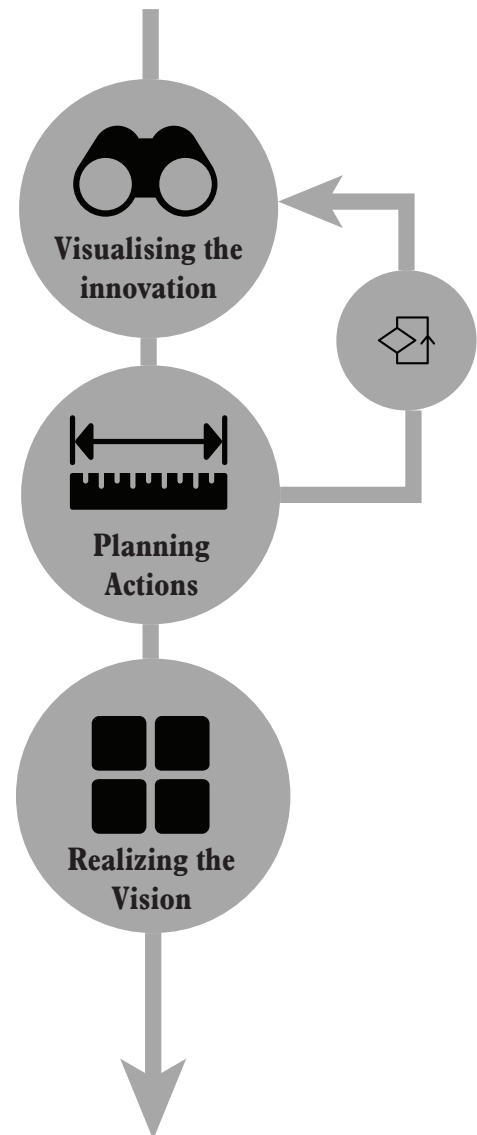 Visualising the
innovation
Planning
Actions
Realizing the
Vision